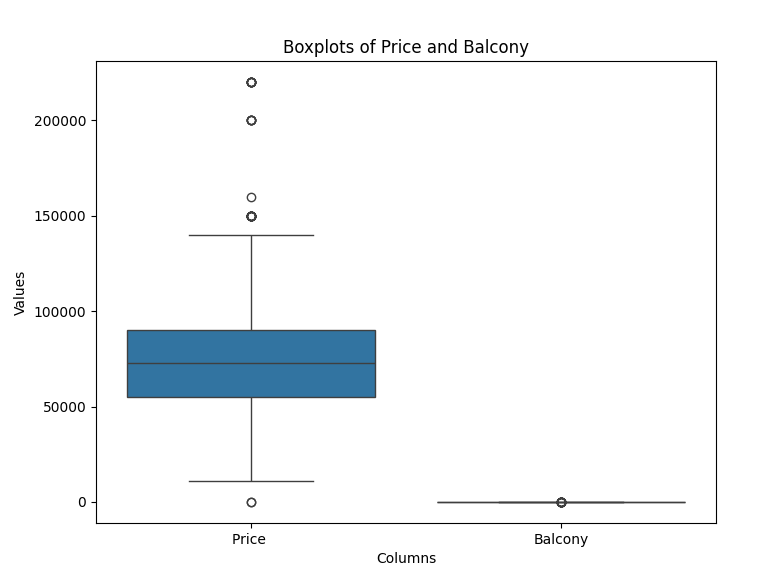 Boxplots of Price and Balcony
200000
150000
100000
50000
0
Values
Price
Balcony
Columns